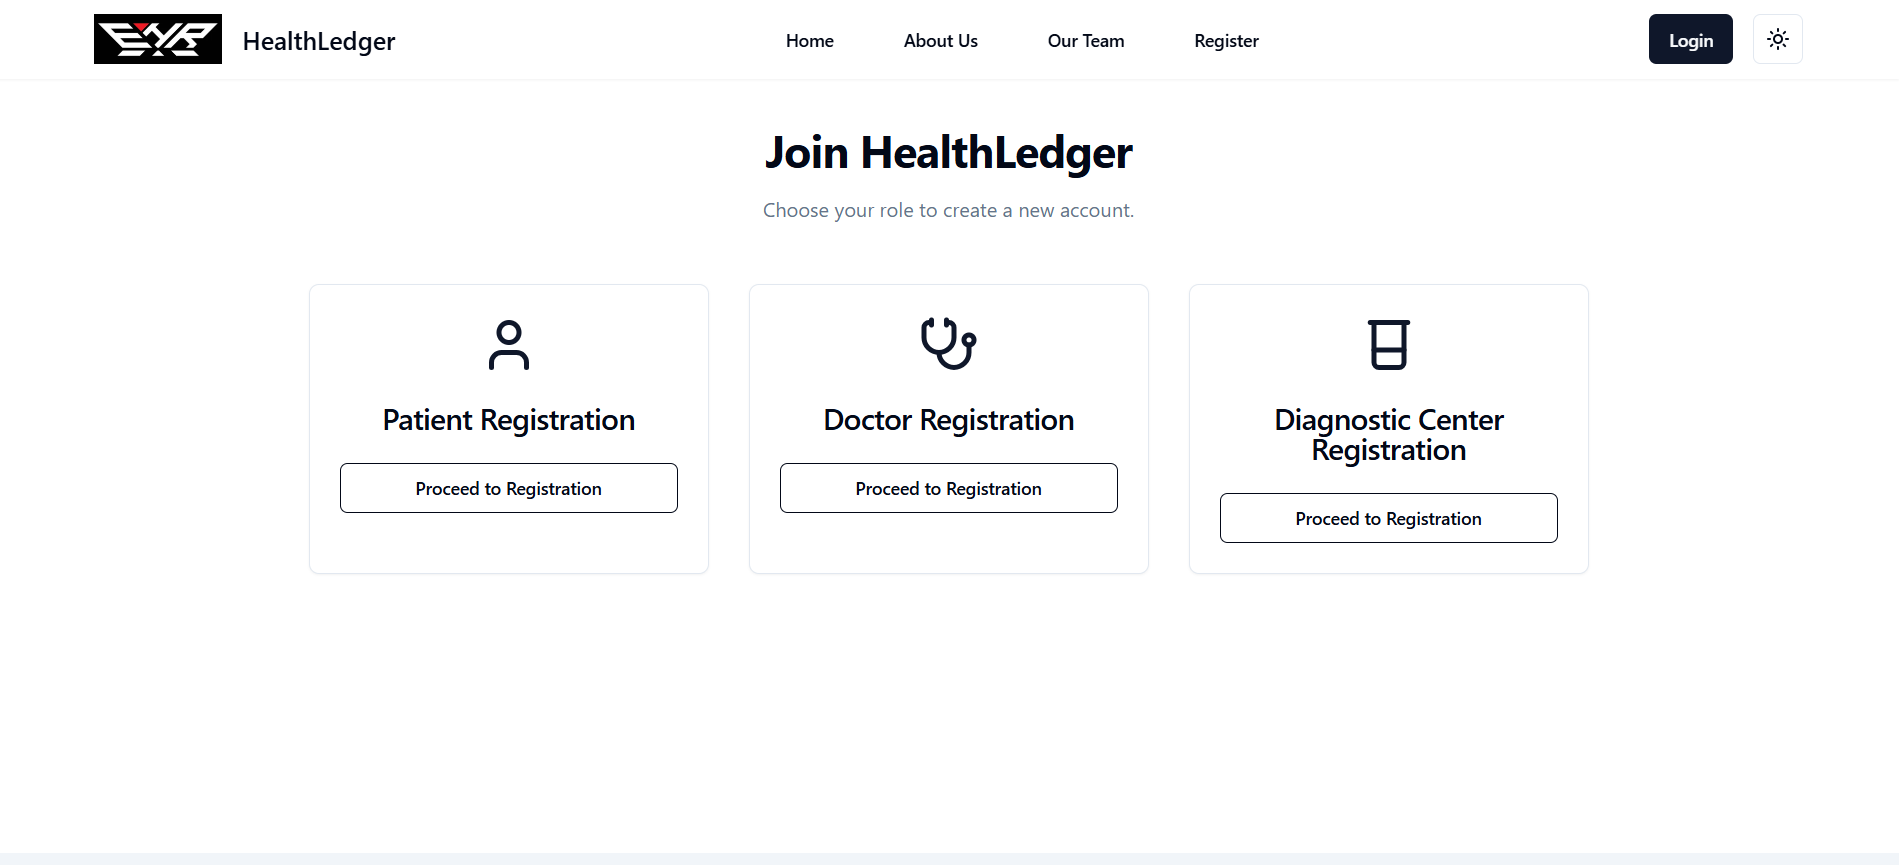 HealthLedger
Home
About Us
Our Team
Register
Login
Join HealthLedger
Choose your role to create a new account.
Patient Registration
Proceed to Registration
Doctor Registration
Proceed to Registration
Diagnostic Center
Registration
Proceed to Registration